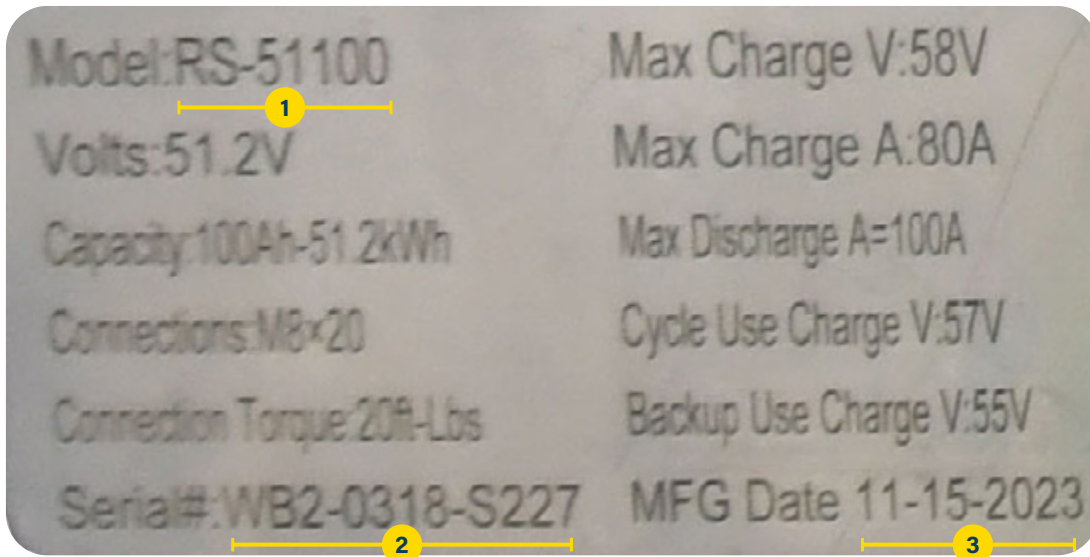 Model:RS-51100
1
Volts:51.2V
Capacity:100Ah-51.2kWh
Connections:M8×20
Connection Torque:20ft-Lbs
Serial#:WB2-0318-S227
2
Max Charge V:58V
Max Charge A:80A
Max Discharge A=100A
Cycle Use Charge V:57V
Backup Use Charge V:55V
MFG Date 11-15-2023
3